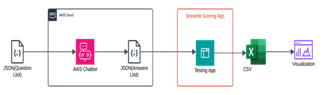 AWS Cloud
Streamlit Scoring App
JSON(Question
List)
AWS Chatbot
JSON(Answers
List)
Testing App
CSV
Visualization